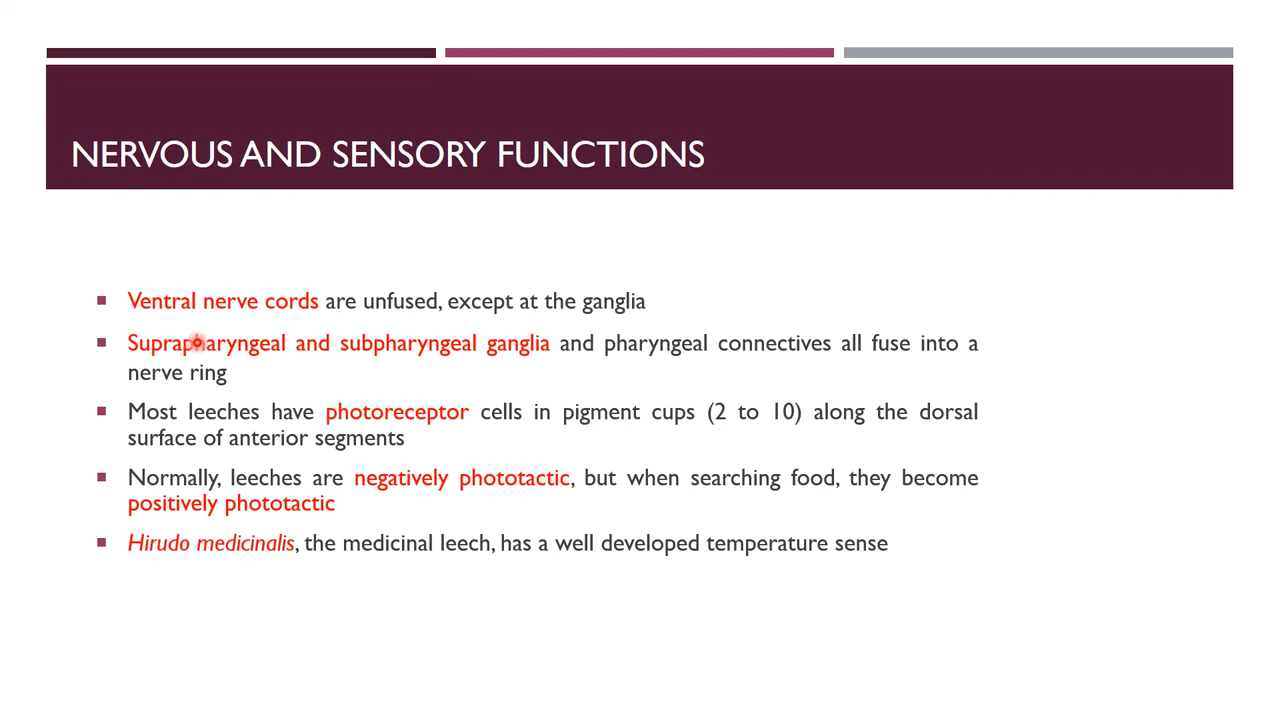 NERVOUS AND SENSORY FUNCTIONS
Ventral nerve cords are unfused, except at the ganglia
Suprapharyngeal and subpharyngeal ganglia and pharyngeal connectives all fuse into a
nerve ring
Most leeches have photoreceptor cells in pigment cups (2 to 10) along the dorsal
surface of anterior segments
Normally, leeches are negatively phototactic, but when searching food, they become
positively phototactic
Hirudo medicinalis, the medicinal leech, has a well developed temperature sense